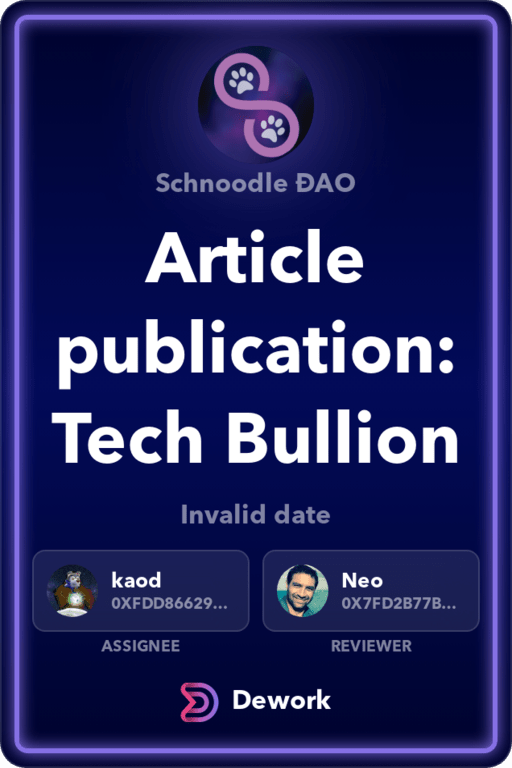 Schnoodle ĐAO
Article
publication:
Tech Bullion
Invalid date
kaod
0XFDD86629...
Neo
0X7FD2B77B...
ASSIGNEE
REVIEWER
Dework